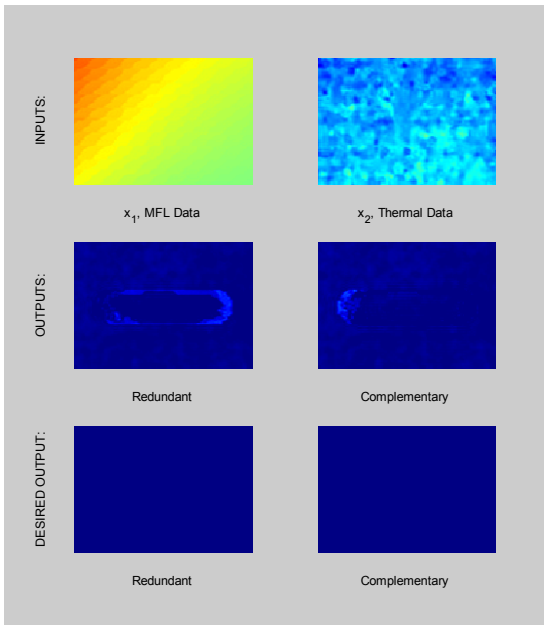 INPUTS:
x1, MFL Data
x2, Thermal Data
OUTPUTS:
Redundant
Complementary
DESIRED OUTPUT:
Redundant
Complementary